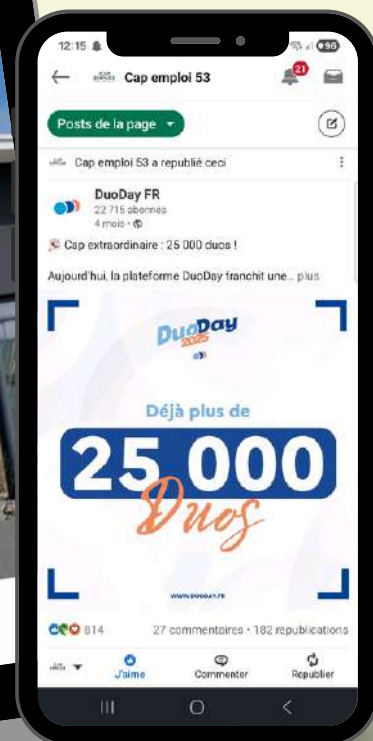 12:15
96
Cap emploi 53
21
Posts de la page
Cap emploi 53 a republié ceci
DuoDay FR
22 715 abonnés
4 mois
Cap extraordinaire : 25 000 duos !
Aujourd'hui, la plateforme DuoDay franchit une... plus
DuoDay
2025
Déjà plus de
25 000
Duos
WWW.DUODAY.FR
814 27 commentaires • 182 republications
J'aime Commenter Republier